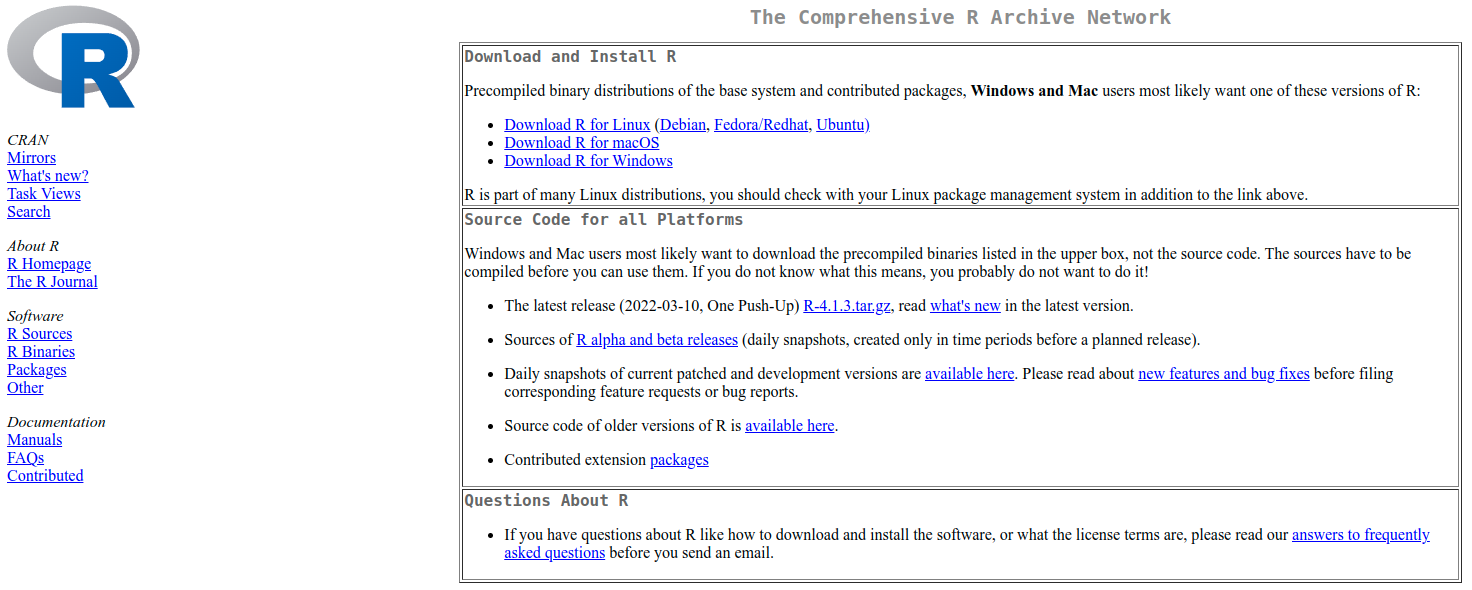 R
CRAN
Mirrors
What's new?
Task Views
Search
About R
R Homepage
The R Journal
Software
R Sources
R Binaries
Packages
Other
Documentation
Manuals
FAQs
Contributed
The Comprehensive R Archive Network
Download and Install R
Precompiled binary distributions of the base system and contributed packages, Windows and Mac users most likely want one of these versions of R:
• Download R for Linux (Debian, Fedora/Redhat, Ubuntu)
• Download R for macOS
• Download R for Windows
R is part of many Linux distributions, you should check with your Linux package management system in addition to the link above.
Source Code for all Platforms
Windows and Mac users most likely want to download the precompiled binaries listed in the upper box, not the source code. The sources have to be
compiled before you can use them. If you do not know what this means, you probably do not want to do it!
• The latest release (2022-03-10, One Push-Up) R-4.1.3.tar.gz, read what's new in the latest version.
• Sources of R alpha and beta releases (daily snapshots, created only in time periods before a planned release).
• Daily snapshots of current patched and development versions are available here. Please read about new features and bug fixes before filing
corresponding feature requests or bug reports.
• Source code of older versions of R is available here.
• Contributed extension packages
Questions About R
• If you have questions about R like how to download and install the software, or what the license terms are, please read our answers to frequently
asked questions before you send an email.